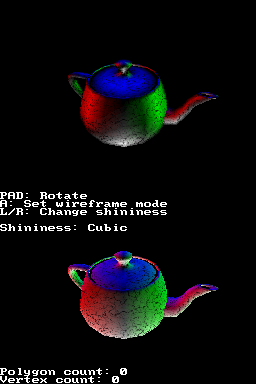 PAD: Rotate
A: Set wireframe mode
L/R: Change shininess
Shininess: Cubic
Polygon count: 0
Vertex count: 0